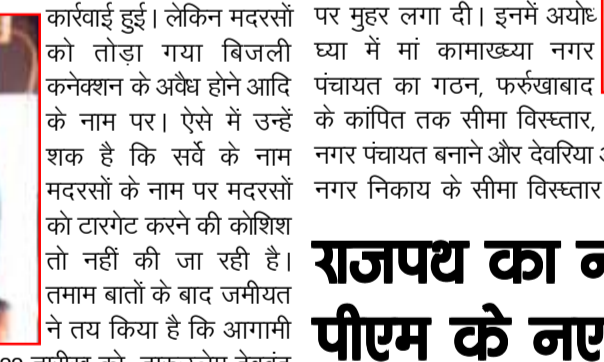 कार्रवाई हुई। लेकिन मदरसों
को तोड़ा गया बिजली
कनेक्शन के अवैध होने आदि
के नाम पर। ऐसे में उन्हें
शक है कि सर्वे के नाम
मदरसों के नाम पर मदरसों
को टारगेट करने की कोशिश
तो नहीं की जा रही है।
तमाम बातों के बाद जमीयत
ने तय किया है कि आगामी
पर मुहर लगा दी। इनमें अयोध्
घ्या में मां कामाख्घ्या नगर
पंचायत का गठन, फर्रुखाबाद
के कांपित तक सीमा विस्घ्तार,
नगर पंचायत बनाने और देवरिया
नगर निकाय के सीमा विस्घ्तार
राजपथ का
पीएम के नए